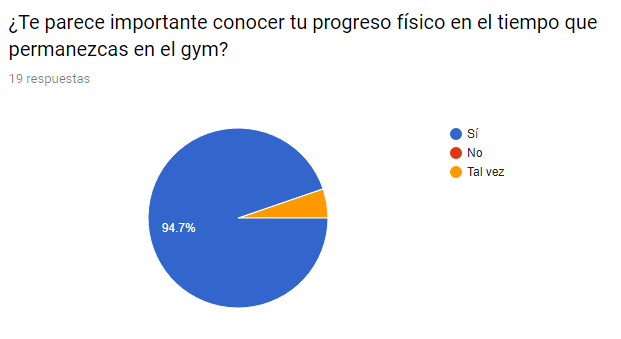 ¿Te parece importante conocer tu progreso físico en el tiempo que
permanezcas en el gym?
19 respuestas
Sí
No
Tal vez
94.7%